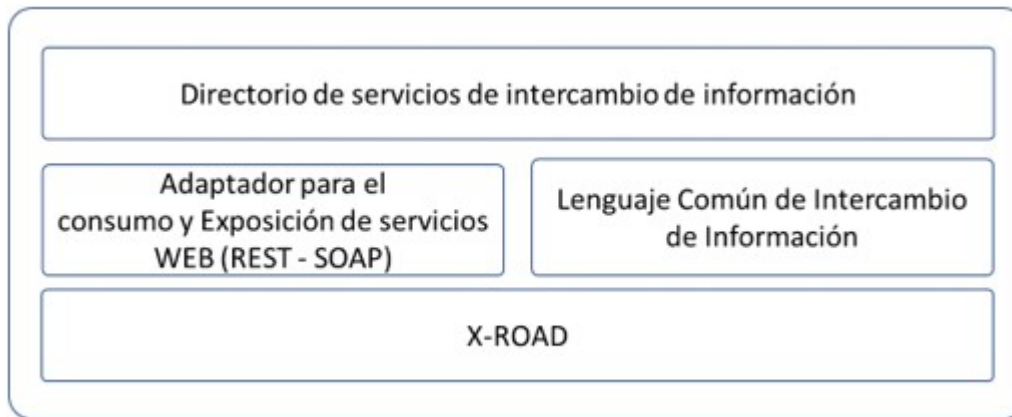 Directorio de servicios de intercambio de información
Adaptador para el
consumo y Exposición de servicios
WEB (REST - SOAP)
Lenguaje Común de Intercambio
de Información
X-ROAD